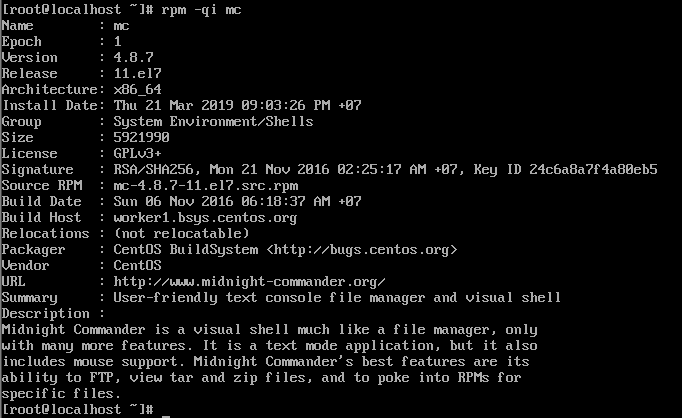 [root@localhost ~]# rpm -qi mc
Name        : mc
Epoch       : 1
Version     : 4.8.7
Release     : 11.el7
Architecture: x86_64
Install Date: Thu 21 Mar 2019 09:03:26 PM +07
Group       : System Environment/Shells
Size        : 5921990
License     : GPLv3+
Signature   : RSA/SHA256, Mon 21 Nov 2016 02:25:17 AM +07, Key ID 24c6a8a7f4a80eb5
Source RPM  : mc-4.8.7-11.el7.src.rpm
Build Date  : Sun 06 Nov 2016 06:18:37 AM +07
Build Host  : worker1.bsys.centos.org
Relocations : (not relocatable)
Packager    : CentOS BuildSystem <http://bugs.centos.org>
Vendor      : CentOS
URL         : http://www.midnight-commander.org/
Summary     : User-friendly text console file manager and visual shell
Description :
Midnight Commander is a visual shell much like a file manager, only
with many more features. It is a text mode application, but it also
includes mouse support. Midnight Commander's best features are its
ability to FTP, view tar and zip files, and to poke into RPMs for
specific files.
[root@localhost ~]# _